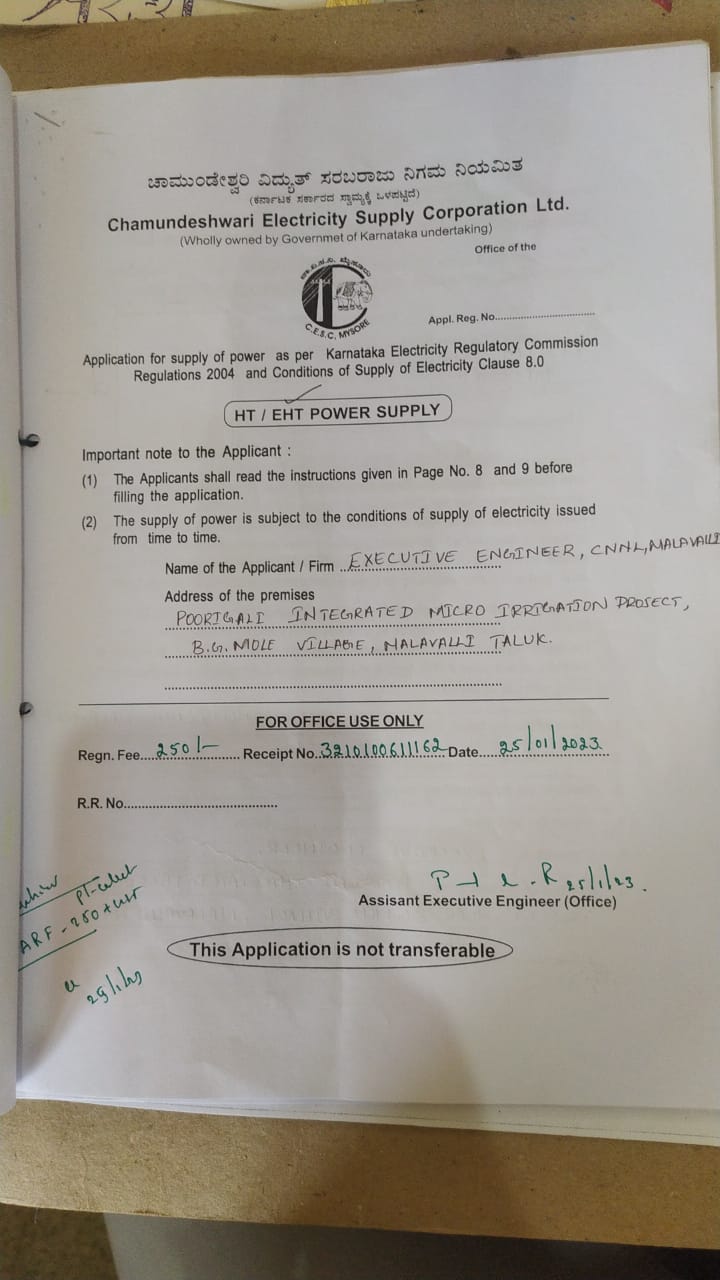 ಚಾಮುಂಡೇಶ್ವರಿ ವಿದ್ಯುತ್ ಸರಬರಾಜು ನಿಗಮ ನಿಯಮಿತ
(ಕರ್ನಾಟಕ ಸರ್ಕಾರದ ಸ್ವಾಮ್ಯಕ್ಕೆ ಒಳಪಟ್ಟಿದೆ)
Chamundeshwari Electricity Supply Corporation Ltd.
(Wholly owned by Governmet of Karnataka undertaking)
Office of the
C.E.S.C. MYSORE
Appl. Reg. No.
Application for supply of power as per Karnataka Electricity Regulatory Commission
Regulations 2004 and Conditions of Supply of Electricity Clause 8.0
HT / EHT POWER SUPPLY
Important note to the Applicant :
(1) The Applicants shall read the instructions given in Page No. 8 and 9 before
filling the application.
(2) The supply of power is subject to the conditions of supply of electricity issued
from time to time.
Name of the Applicant / Firm EXECUTIVE ENGINEER, CNNL, MALAVALLI
Address of the premises
POORIGALI INTEGRATED MICRO IRRIGATION PROJECT,
B.G. MOLE VILLAGE, MALAVALLI TALUK.
FOR OFFICE USE ONLY
Regn. Fee 250/- Receipt No. 3210100611162 Date 25/01/2023
R.R. No.
25/1/23.
Assisant Executive Engineer (Office)
ARF - 250
This Application is not transferable